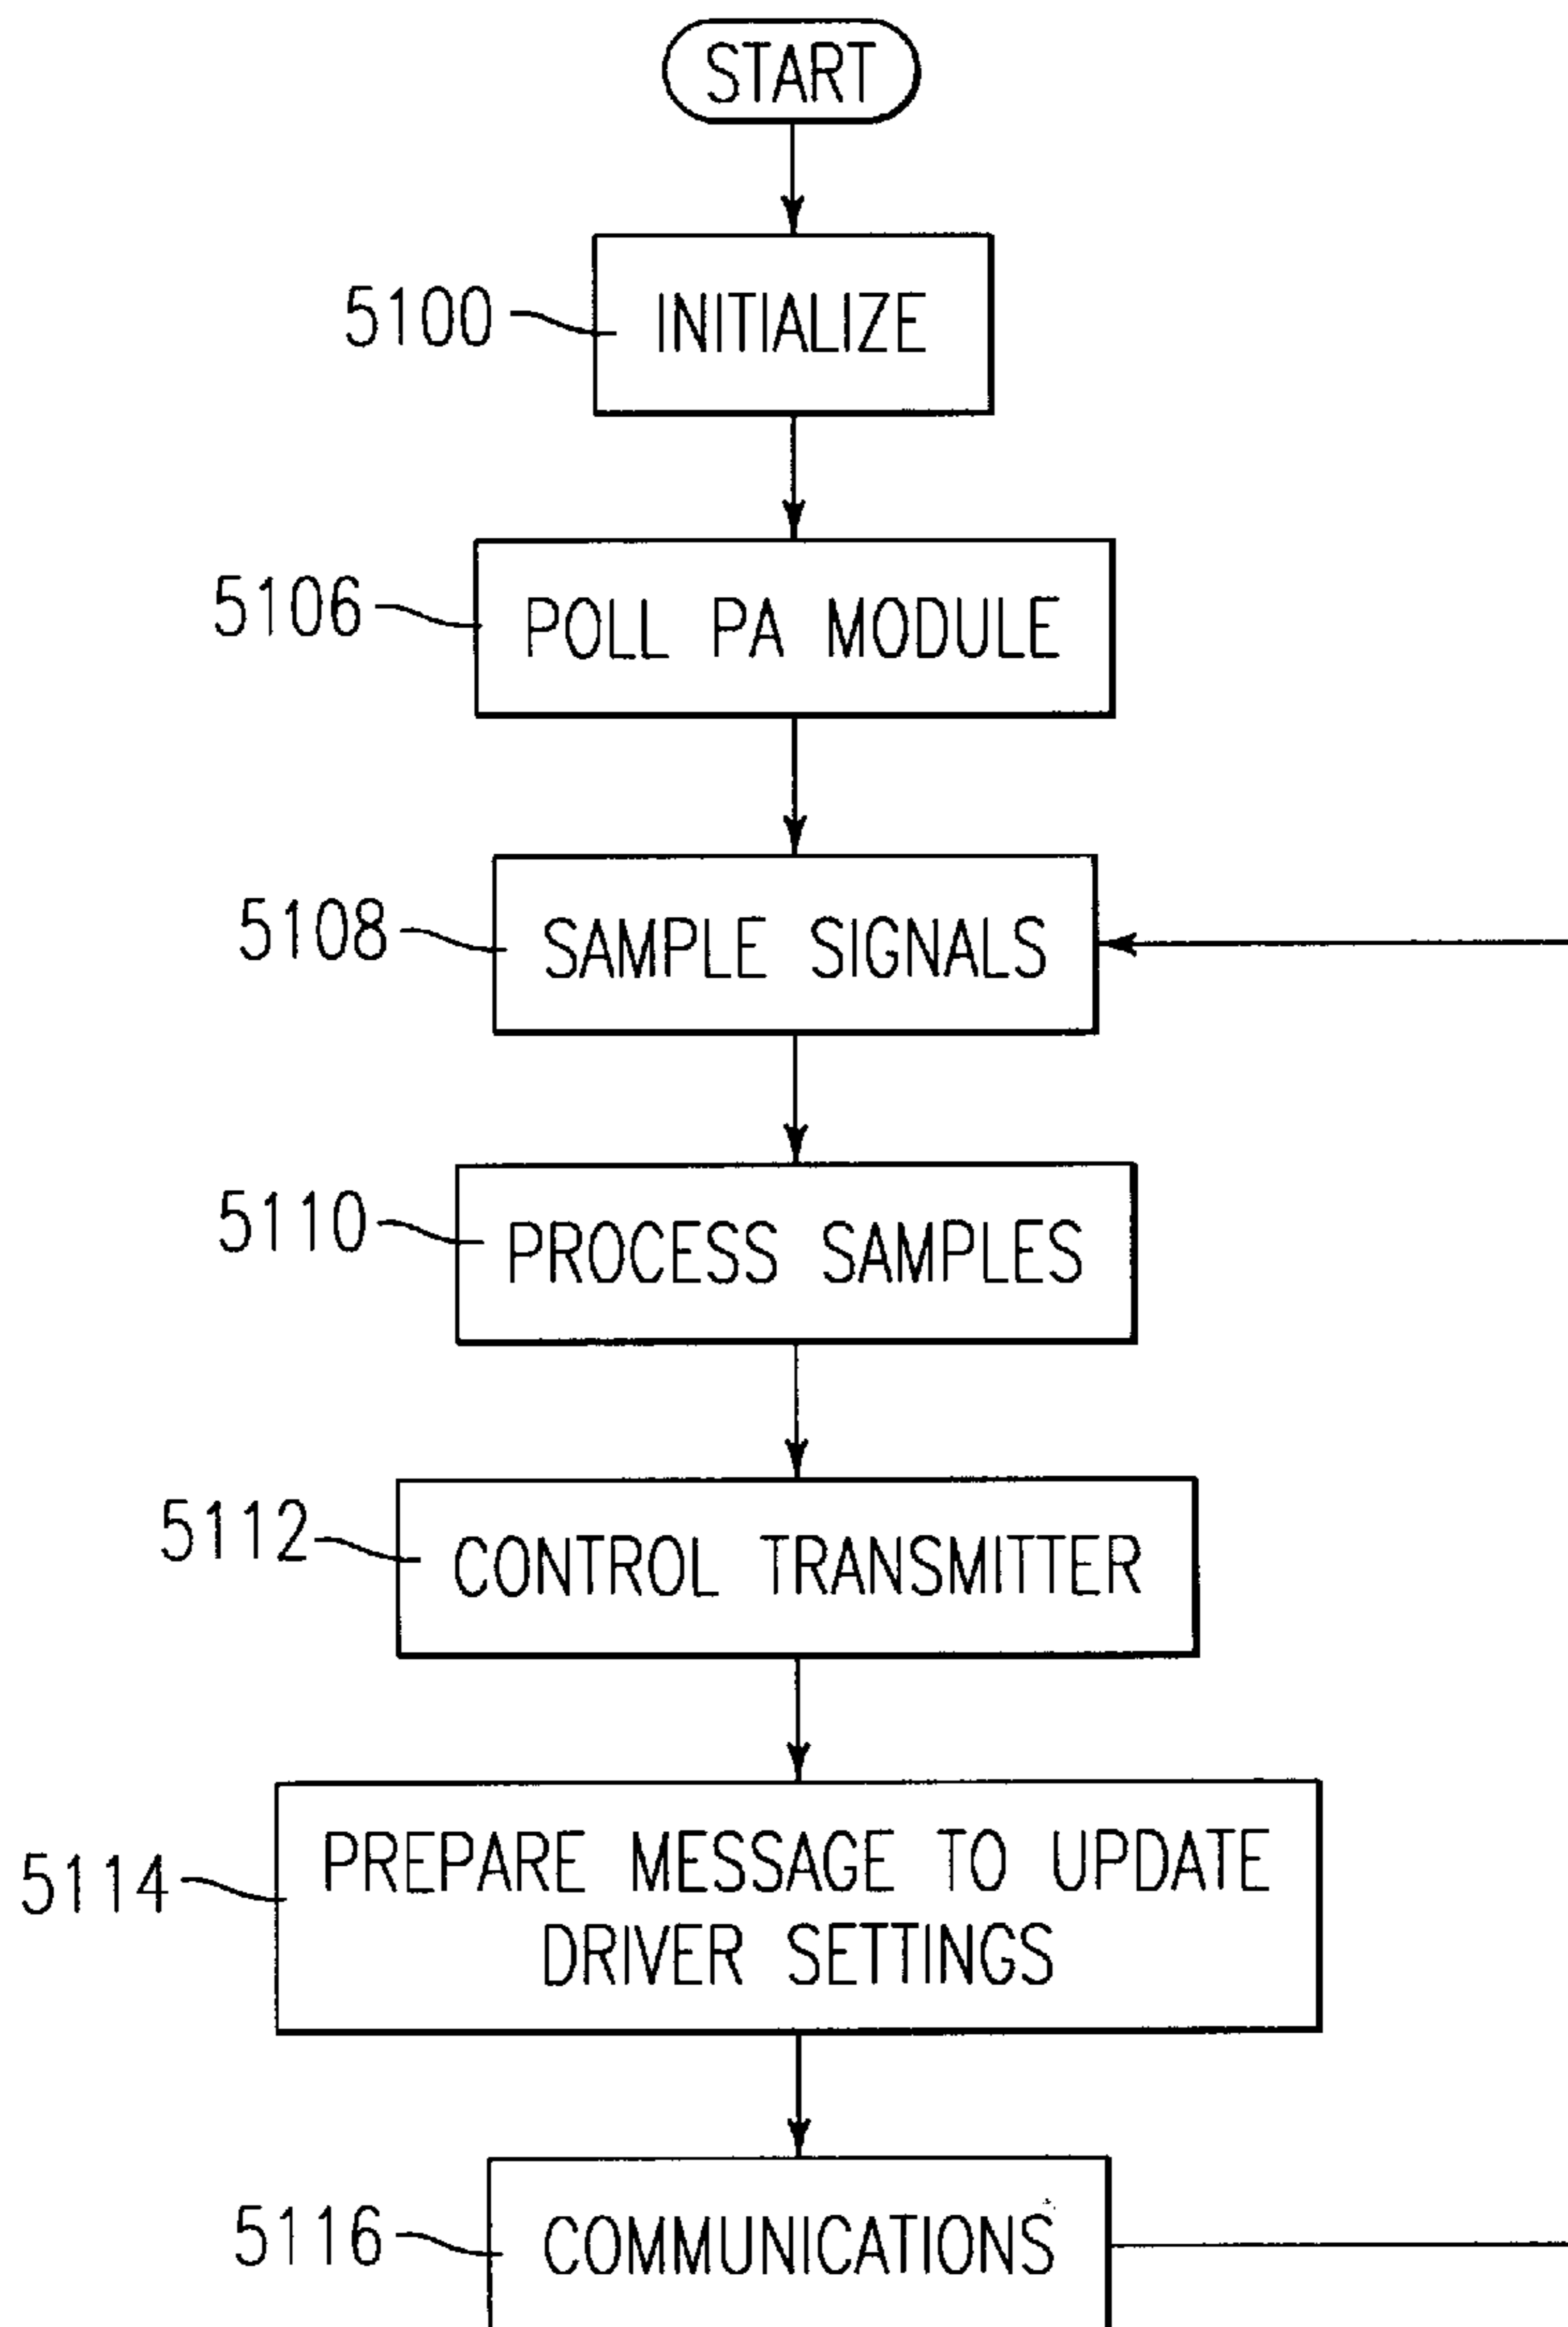 START
5100
INITIALIZE
5106
POLL PA MODULE
5108
SAMPLE SIGNALS
5110
PROCESS SAMPLES
5112
CONTROL TRANSMITTER
5114
PREPARE MESSAGE TO UPDATE
DRIVER SETTINGS
5116
COMMUNICATIONS